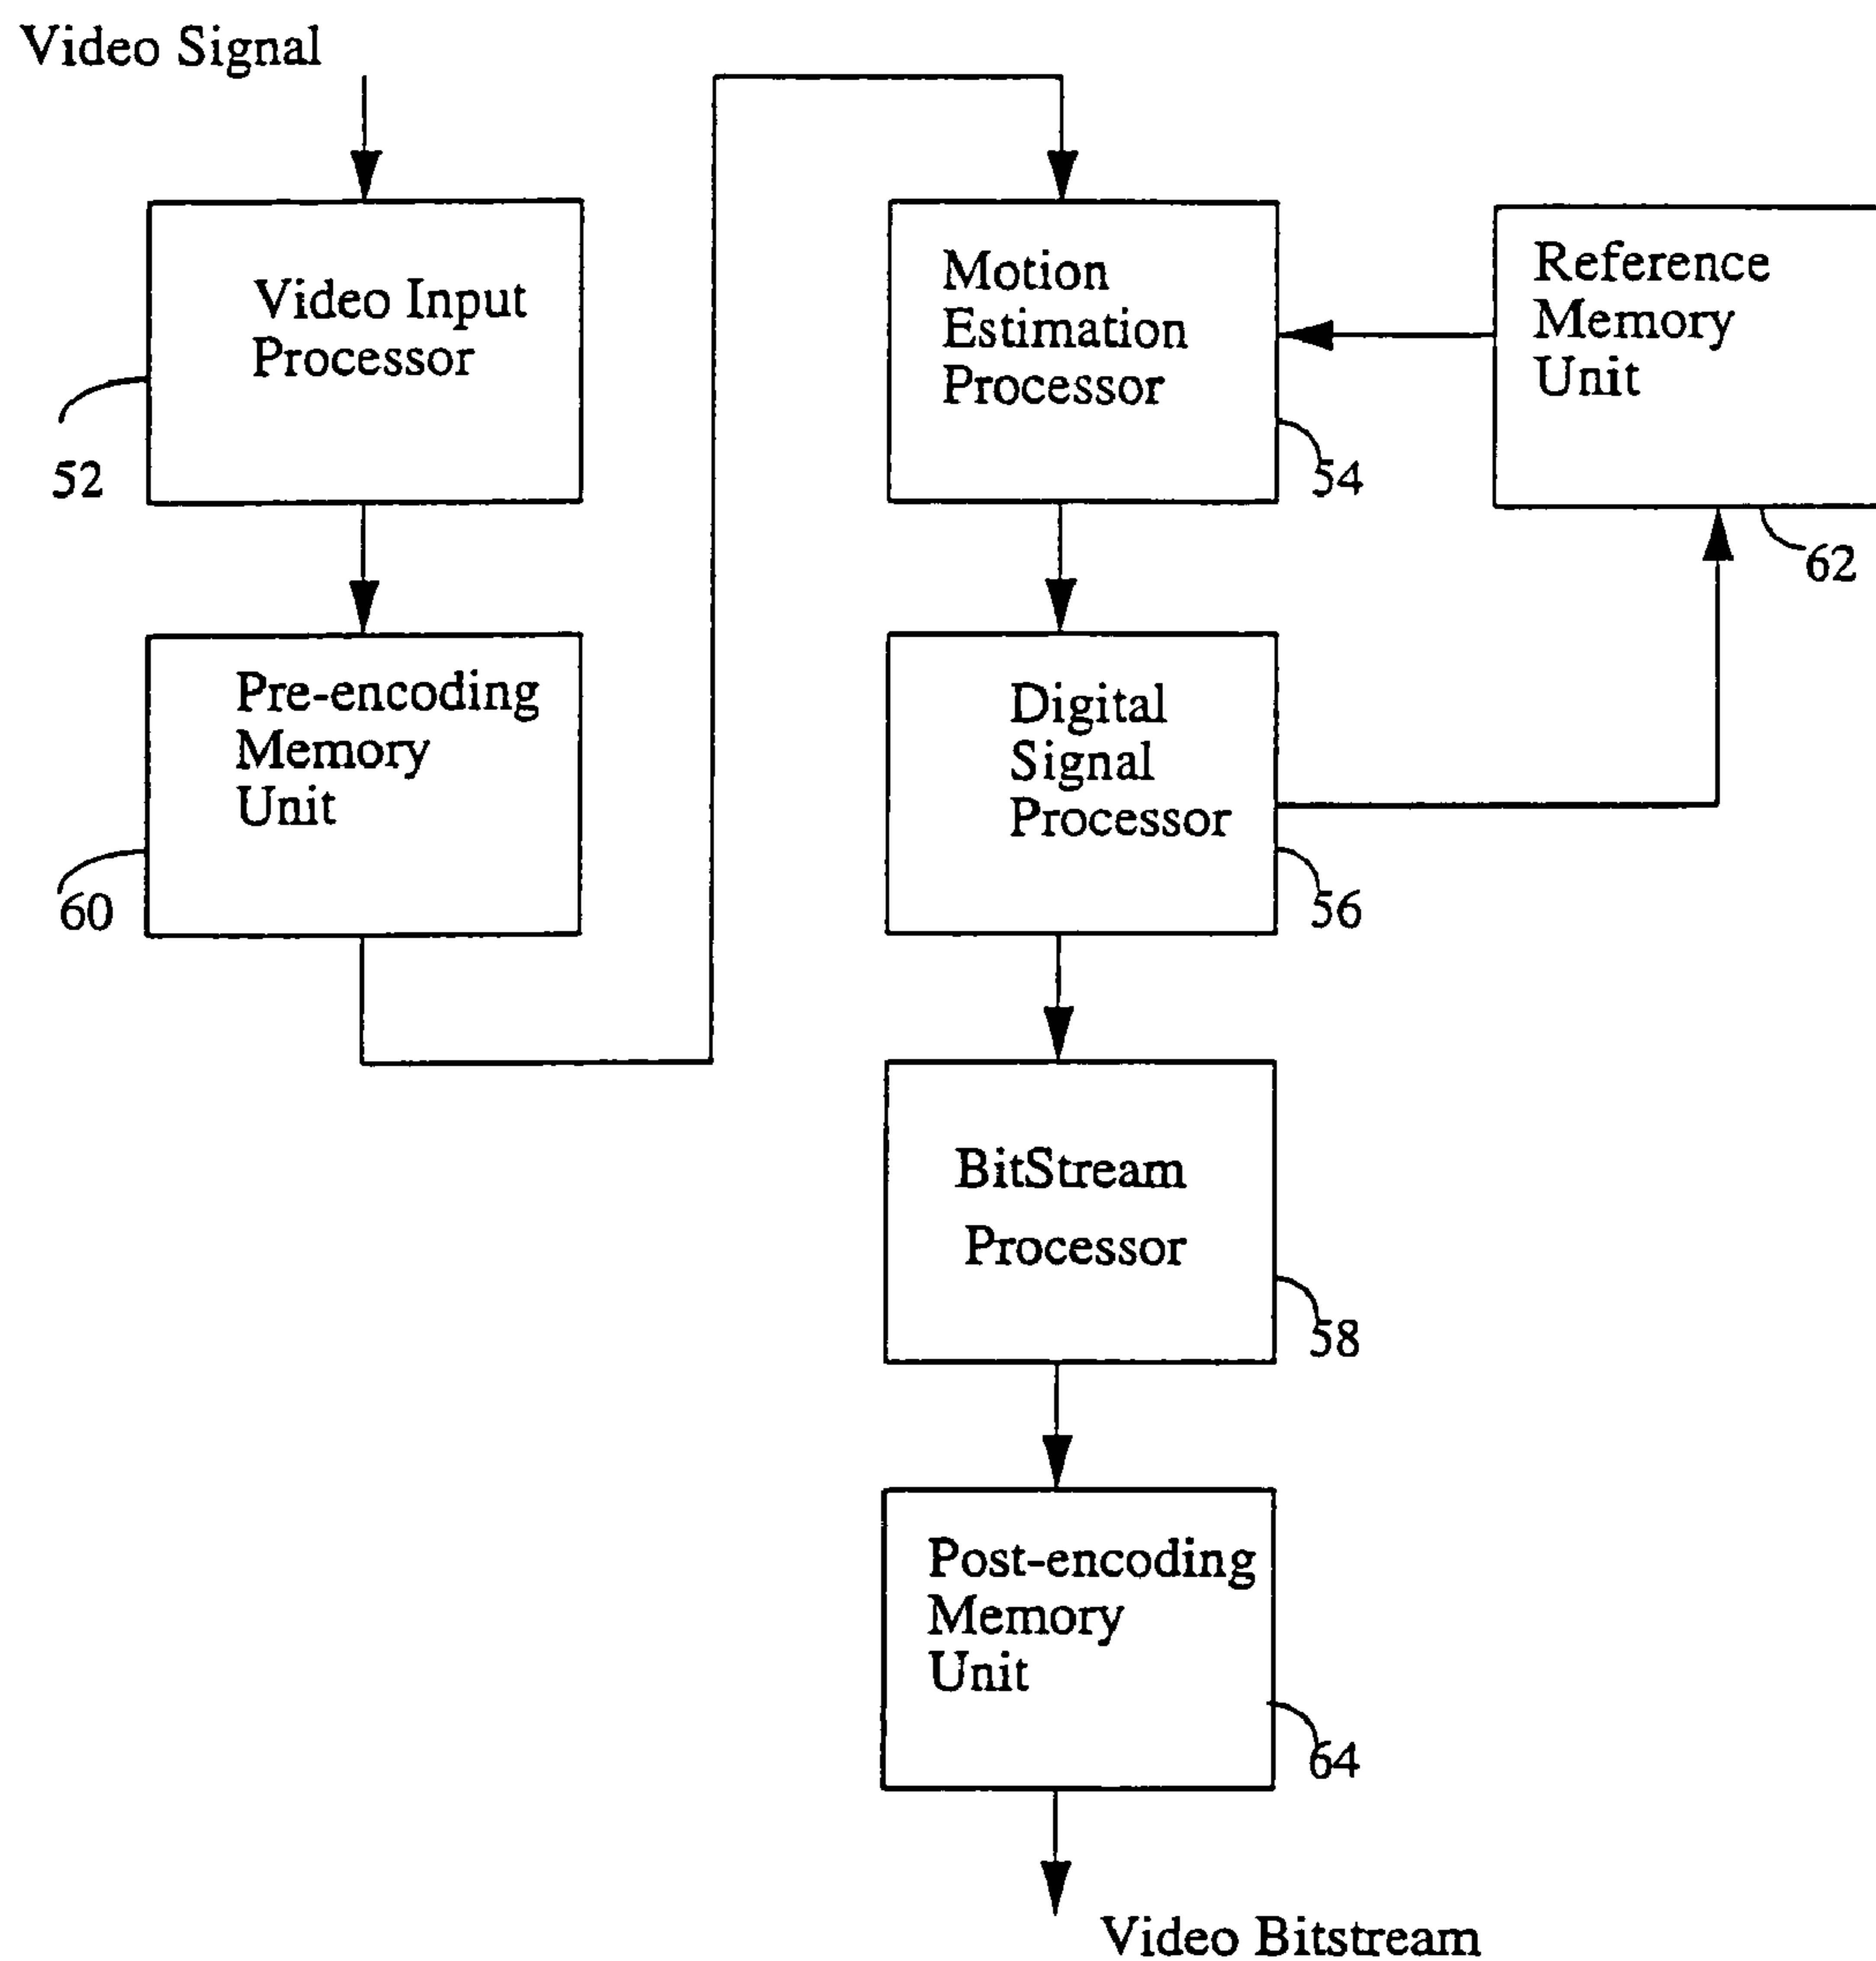 Video Signal
Video Input
Processor
52
Pre-encoding
Memory
Unit
60
Motion
Estimation
Processor
54
Reference
Memory
Unit
62
Digital
Signal
Processor
56
BitStream
Processor
58
Post-encoding
Memory
Unit
64
Video Bitstream